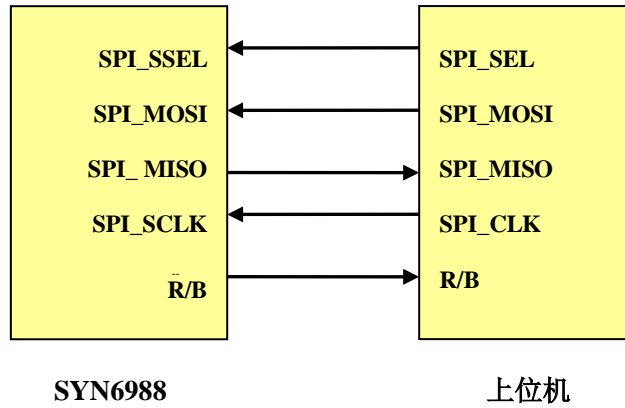 SPI_SSEL SPI_SEL
SPI_MOSI SPI_MOSI
SPI_ MISO SPI_MISO
SPI_SCLK SPI_CLK
R/B R/B
SYN6988 上位机